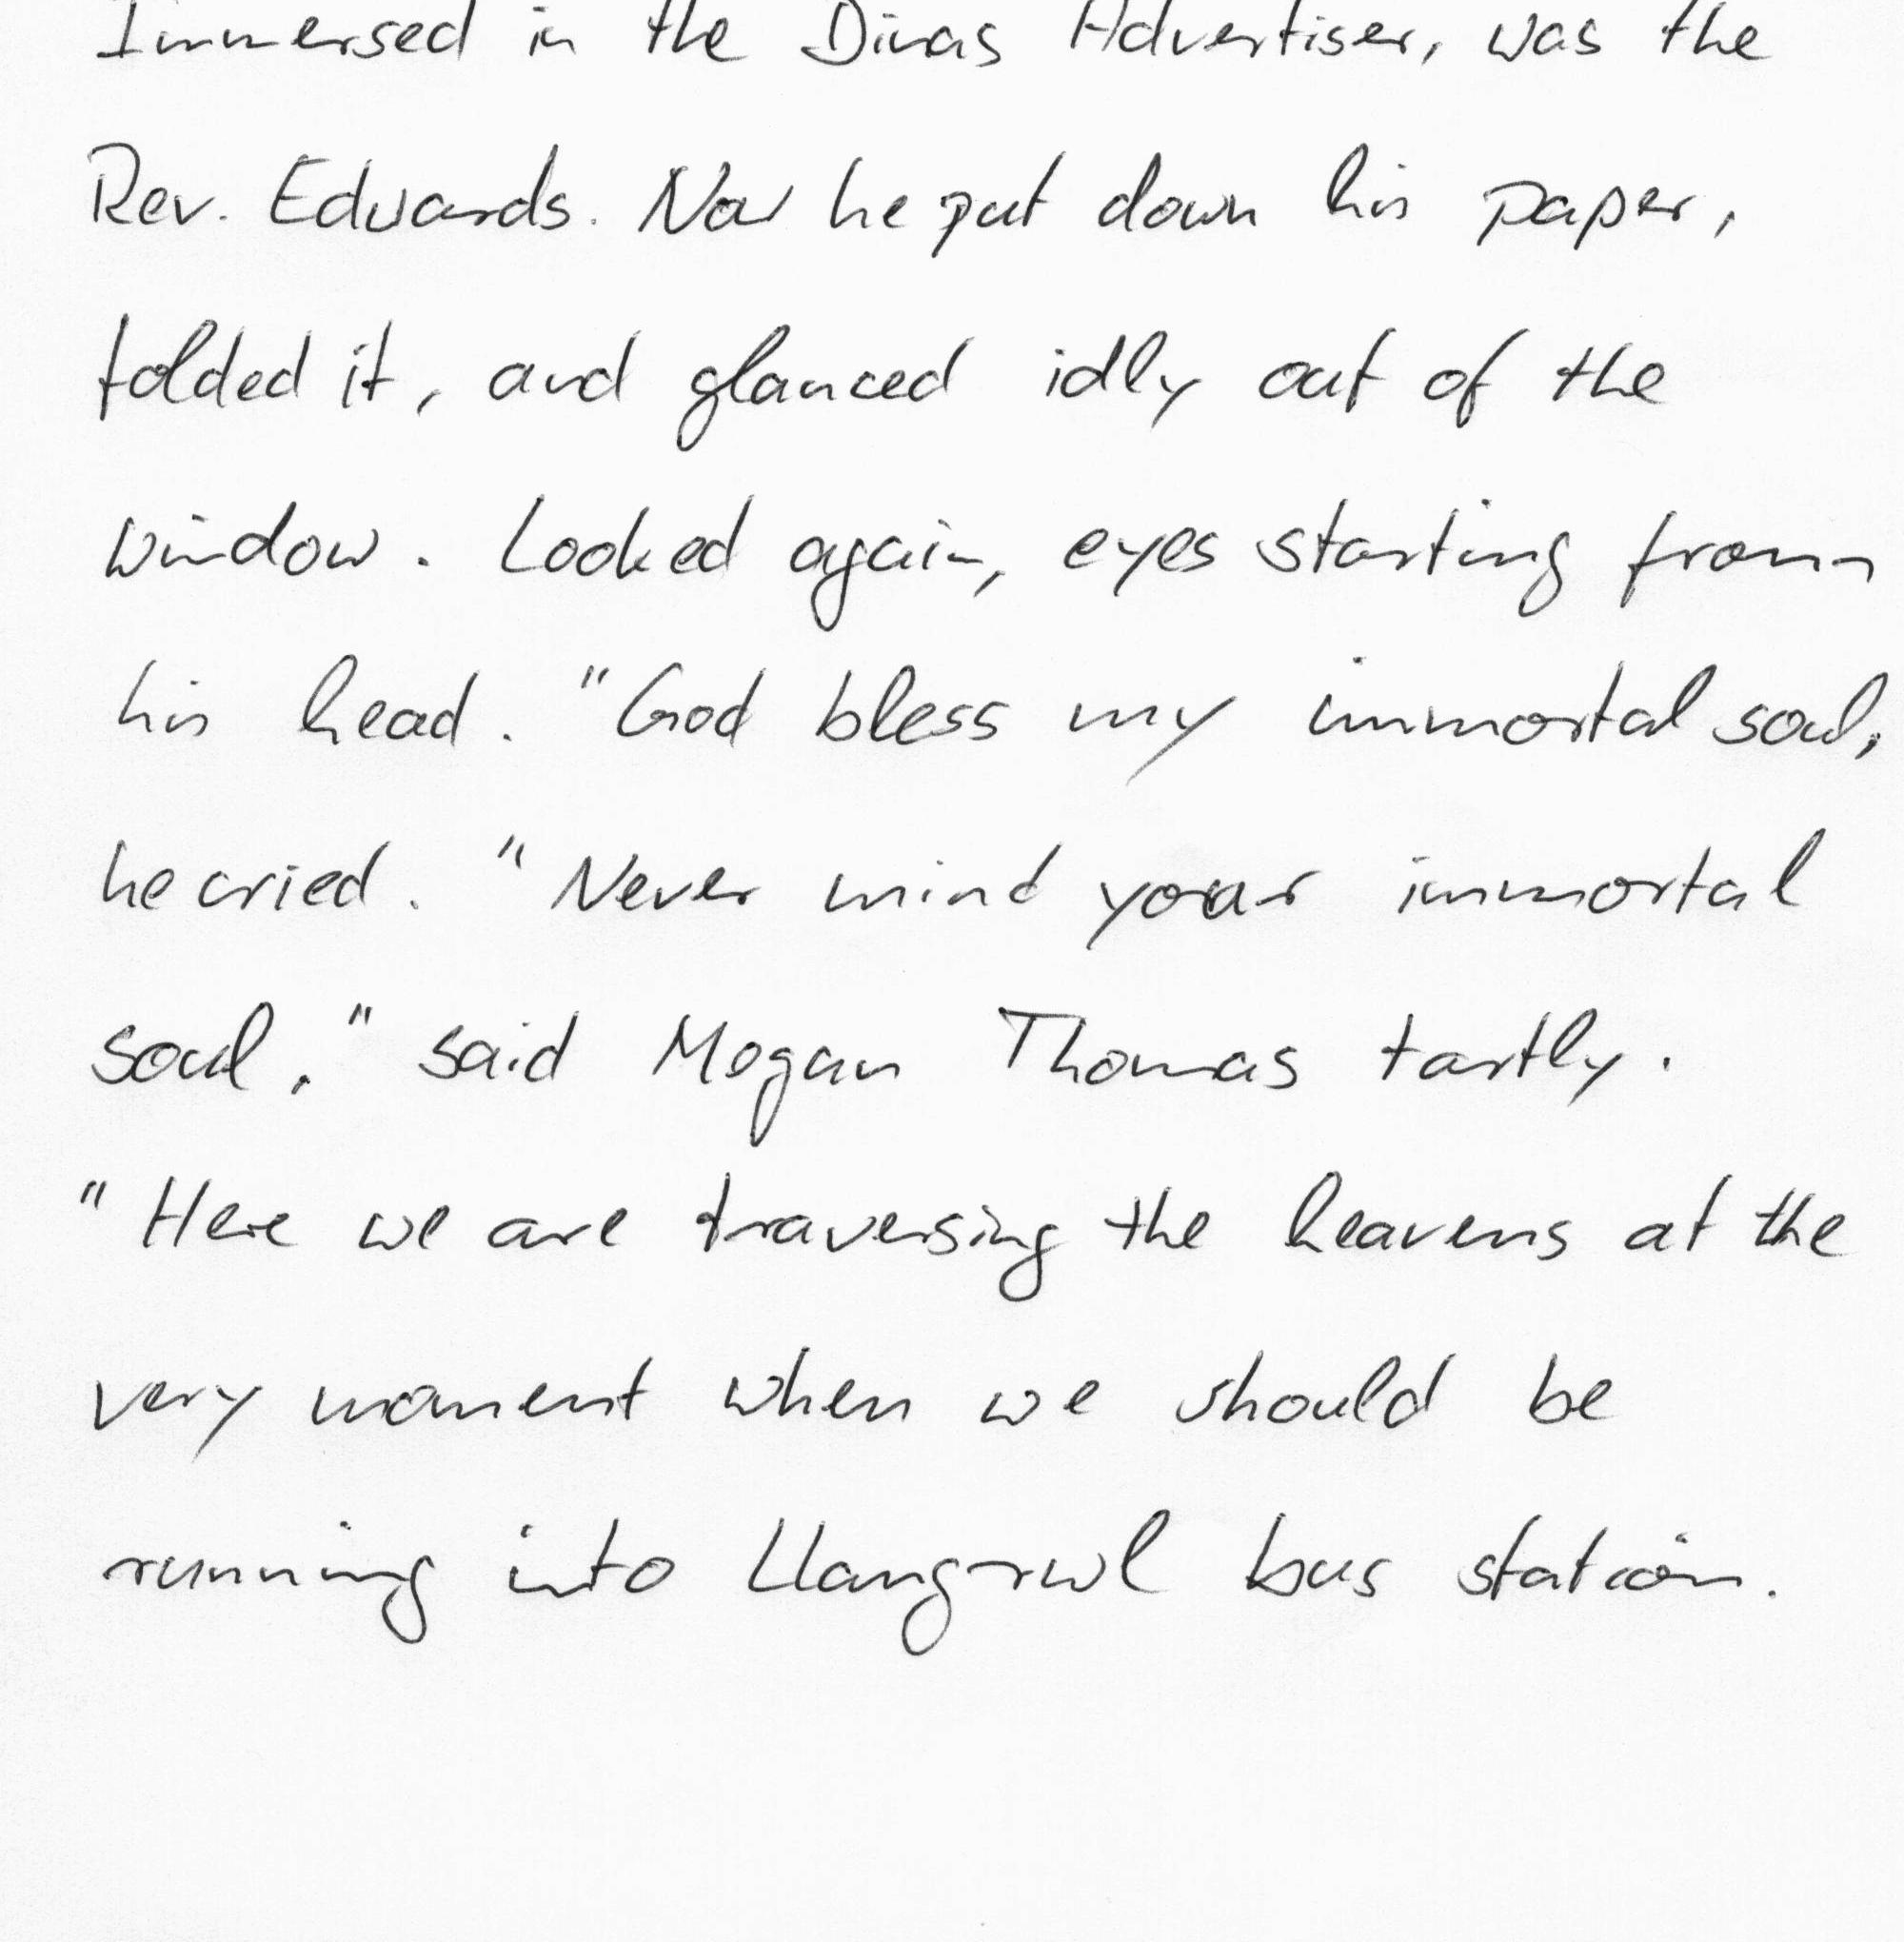 Immersed in the Dinas Advertiser, was the
Rev. Edwards. Now he put down his paper,
folded it, and glanced idly out of the
window. Looked again, eyes starting from
his head. "God bless my immortal soul,
he cried. "Never mind your immortal
soul," said Mogan Thomas tartly.
"Here we are traversing the heavens at the
very moment when we should be
running into Llangrwl bus station.